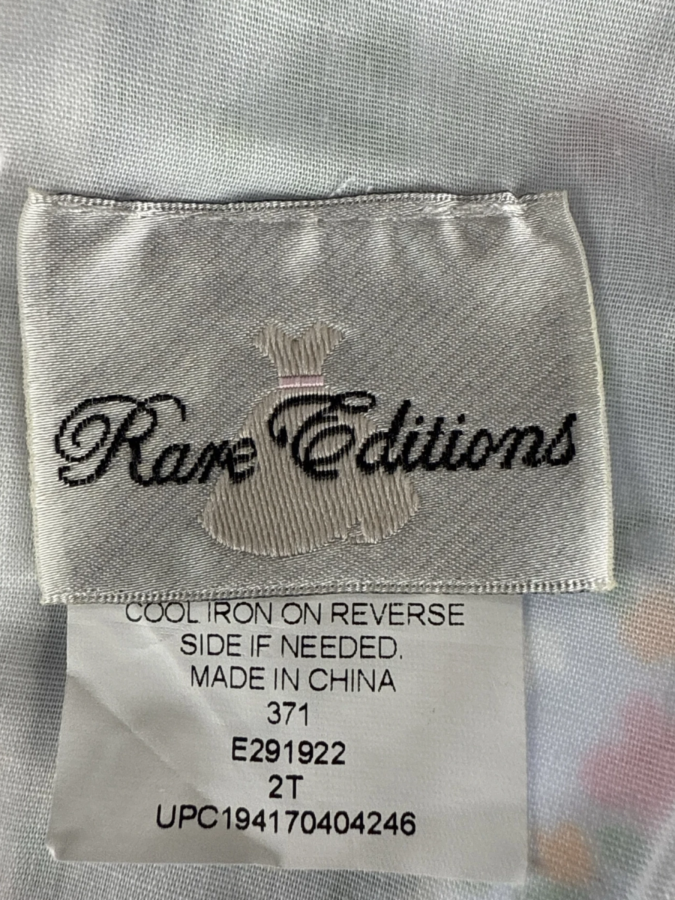 Rare Editions
COOL IRON ON REVERSE
SIDE IF NEEDED.
MADE IN CHINA
371
E291922
2T
UPC194170404246